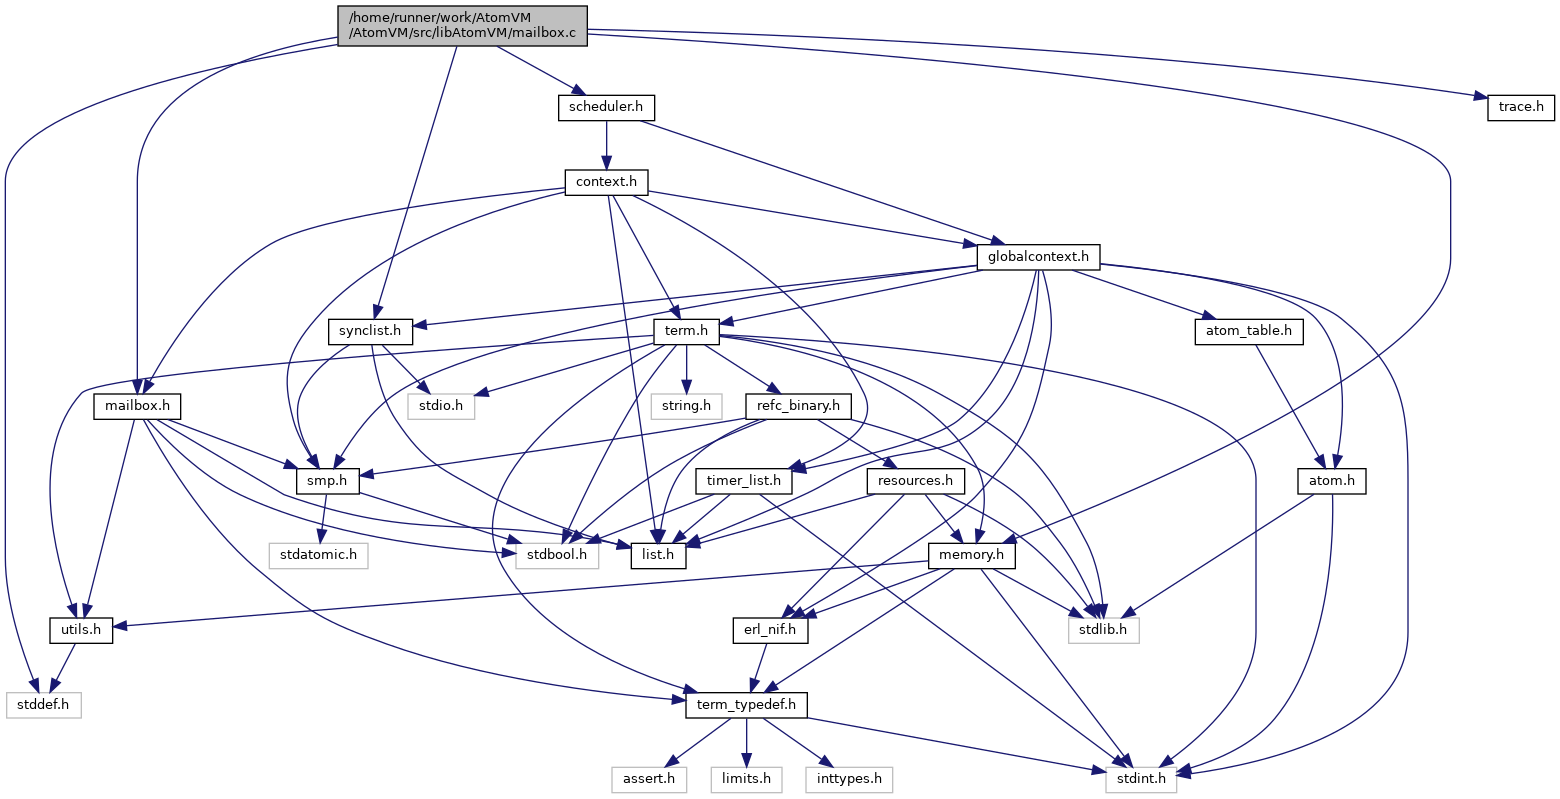 /home/runner/work/AtomVM
/AtomVM/src/libAtomVM/mailbox.c
scheduler.h
trace.h
context.h
globalcontext.h
synclist.h
term.h
atom_table.h
mailbox.h
stdio.h
string.h
refc_binary.h
smp.h
timer_list.h
resources.h
atom.h
stdatomic.h
stdbool.h
list.h
memory.h
utils.h
erl_nif.h
stdlib.h
stddef.h
term_typedef.h
assert.h
limits.h
inttypes.h
stdint.h